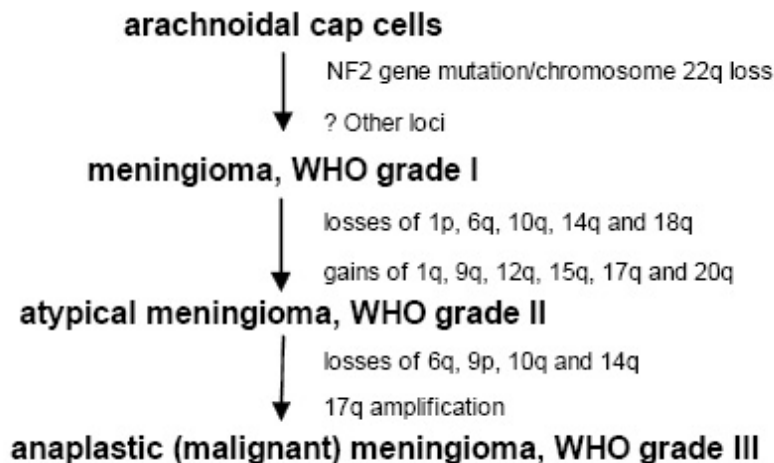 arachnoidal cap cells
NF2 gene mutation/chromosome 22q loss
? Other loci
meningioma, WHO grade I
losses of 1p, 6q, 10q, 14q and 18q
gains of 1q, 9q, 12q, 15q, 17q and 20q
atypical meningioma, WHO grade II
losses of 6q, 9p, 10q and 14q
17q amplification
anaplastic (malignant) meningioma, WHO grade III